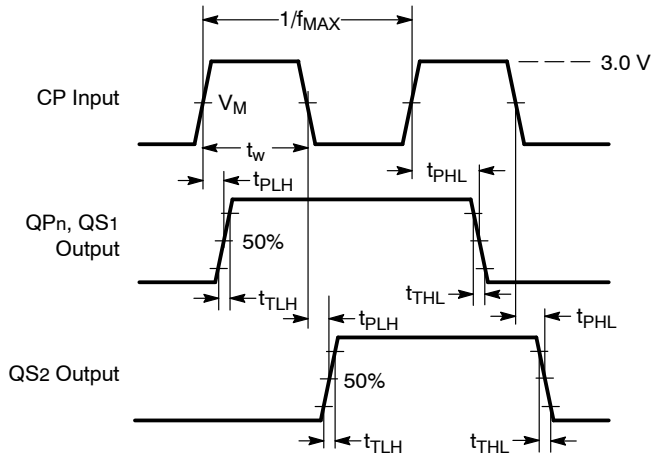 1/fMAX
3.0 V
CP Input
VM
tw
tPLH
tPHL
QPn, QS1
Output
50%
tTLH
tTHL
tPLH
tPHL
QS2 Output
50%
tTLH
tTHL